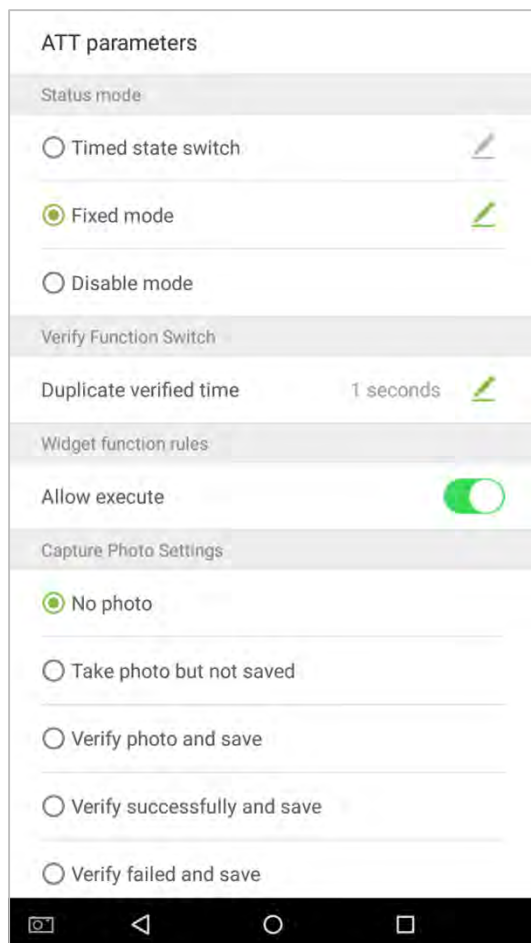 ATT parameters
Status mode
Timed state switch
Fixed mode
Disable mode
Verify Function Switch
Duplicate verified time 1 seconds
Widget function rules
Allow execute
Capture Photo Settings
No photo
Take photo but not saved
Verify photo and save
Verify successfully and save
Verify failed and save